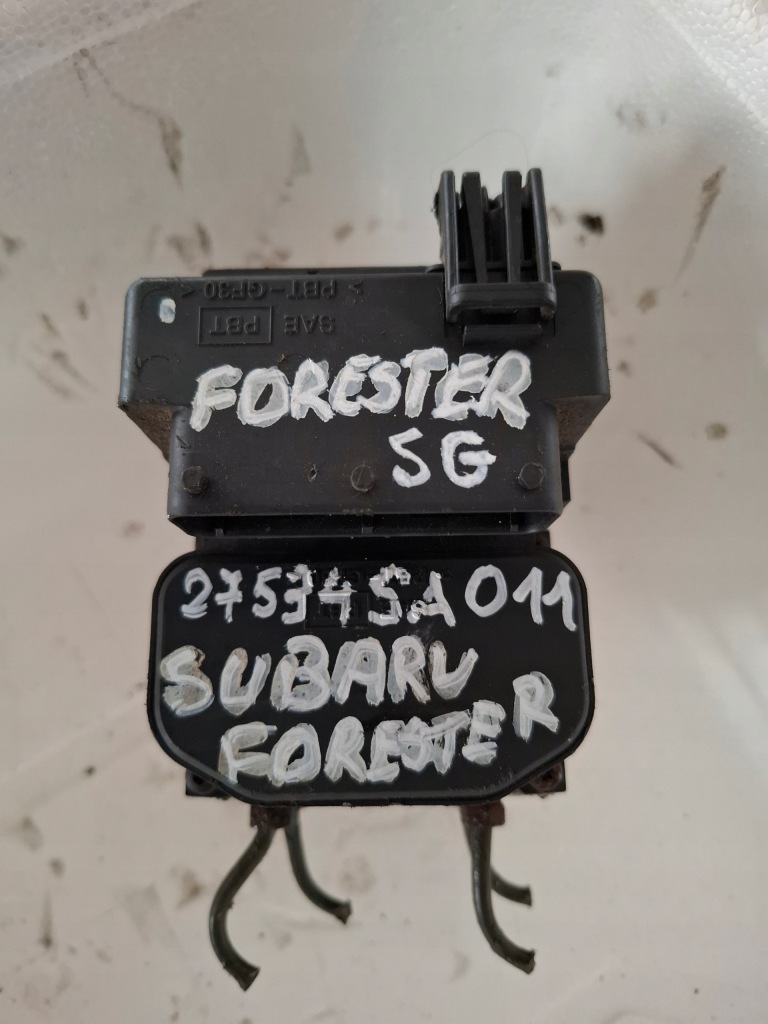 > PBT-GF30 <
SAE PBT
FORESTER
SG
27534SA011
SUBARU
FORESTER